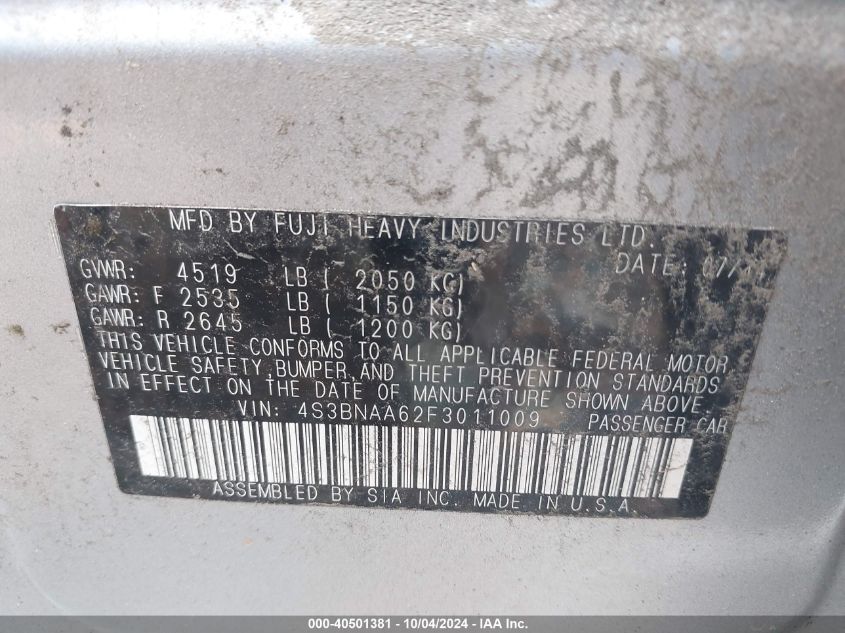 MFD BY FUJI HEAVY INDUSTRIES LTD.
DATE:
GVWR: 4519 LB ( 2050 KG)
GAWR: F 2535 LB ( 1150 KG)
GAWR: R 2645 LB ( 1200 KG)
THIS VEHICLE CONFORMS TO ALL APPLICABLE FEDERAL MOTOR
VEHICLE SAFETY, BUMPER, AND THEFT PREVENTION STANDARDS
IN EFFECT ON THE DATE OF MANUFACTURE SHOWN ABOVE.
VIN: 4S3BNAA62F3011009 PASSENGER CAR
ASSEMBLED BY SIA INC. MADE IN U.S.A.
000-40501381 - 10/04/2024 - IAA Inc.